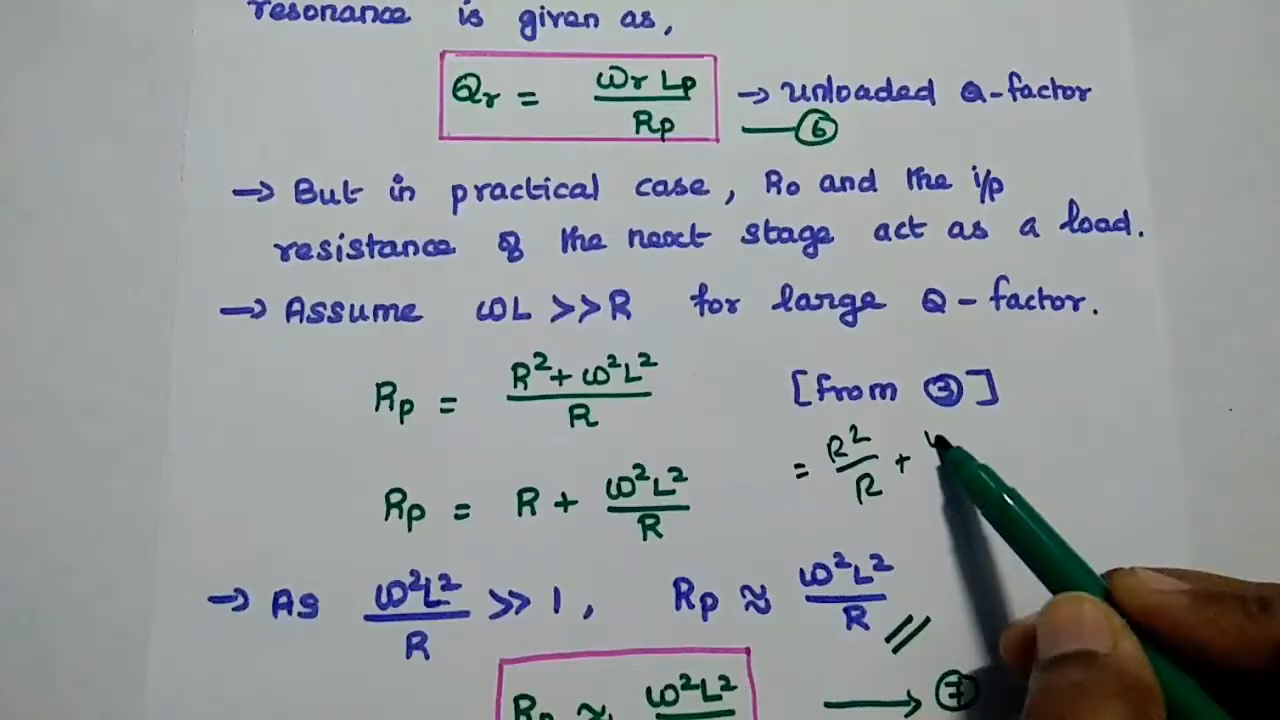 resonance is given as,
Qr = ωr Lp / Rp → unloaded Q-factor — ⑥
→ But in practical case, Ro and the i/p
resistance of the next stage act as a load.
→ Assume ωL >> R for large Q-factor.
Rp = R² + ω²L² / R [from ③]
= R² / R +
Rp = R + ω²L² / R
→ As ω²L² / R >> 1, Rp ≈ ω²L² / R //
Rp ≈ ω²L² → ⑦